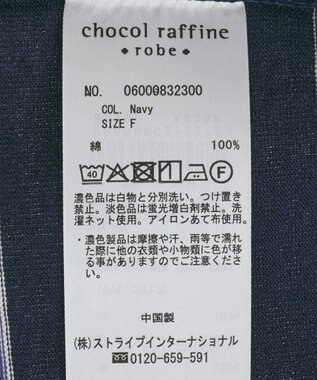 chocol raffine
• robe •
NO. 06000832300
COL. Navy
SIZE F
綿 100%
40 F
濃色品は白物と分別洗い。つけ置き
禁止。淡色品は蛍光増白剤禁止。洗
濯ネット使用。アイロンあて布使用。
・濃色製品は摩擦や汗、雨等で濡れ
た際に他の衣類や小物類に色が移
る事がありますのでご注意くださ
い。
中国製
(株)ストライプインターナショナル
0120-659-591